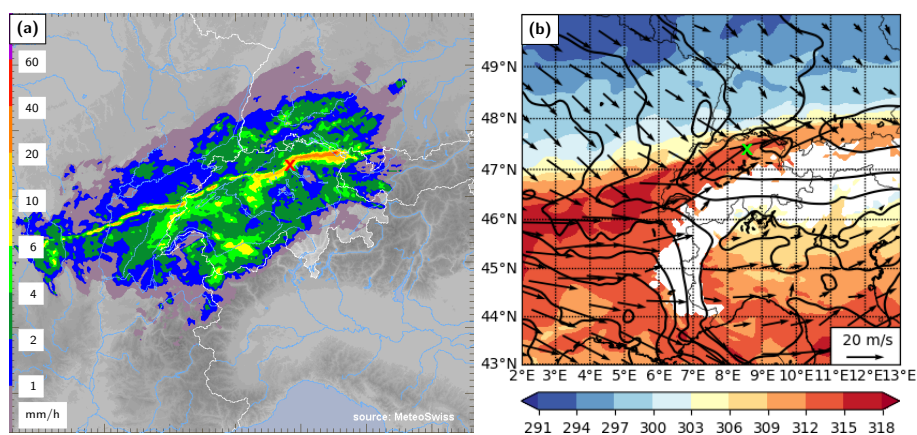 (a)
60
40
20
10
6
4
2
1
mm/h
source: MeteoSwiss
(b)
49°N
48°N
47°N
46°N
45°N
44°N
43°N
20 m/s
2°E 3°E 4°E 5°E 6°E 7°E 8°E 9°E 10°E 11°E 12°E 13°E
291 294 297 300 303 306 309 312 315 318